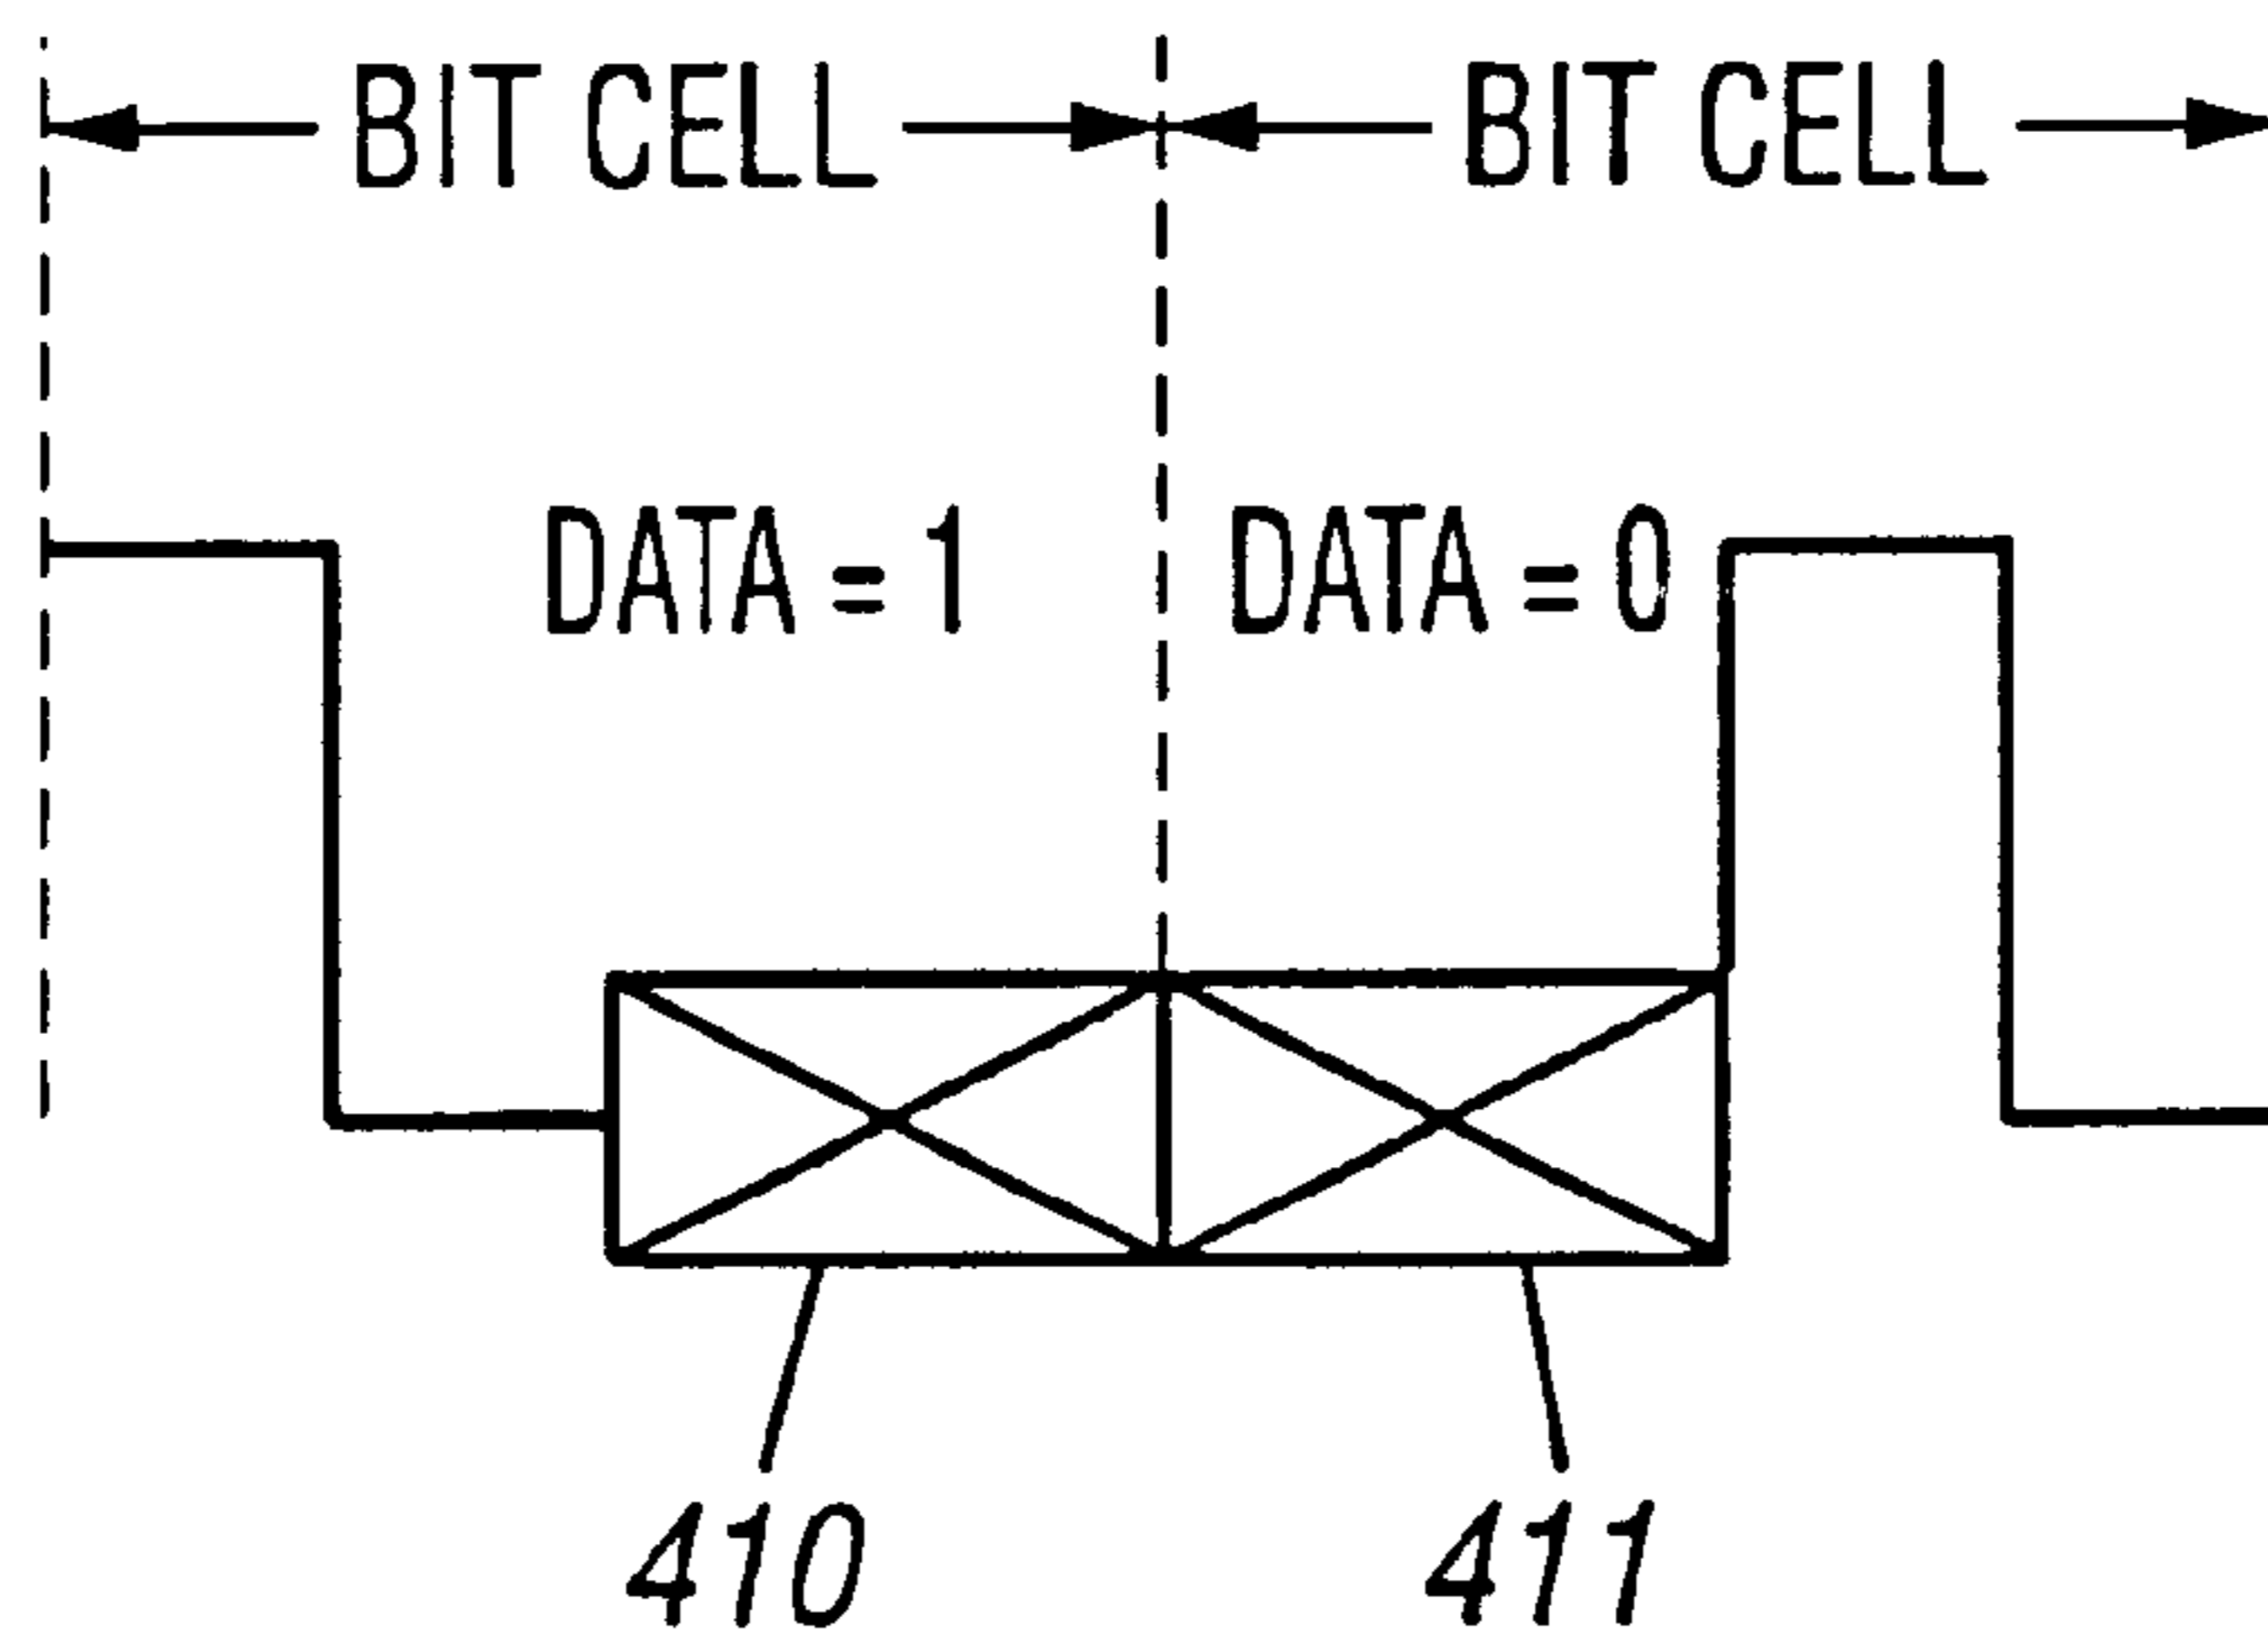 BIT CELL BIT CELL
DATA = 1 DATA = 0
410 411